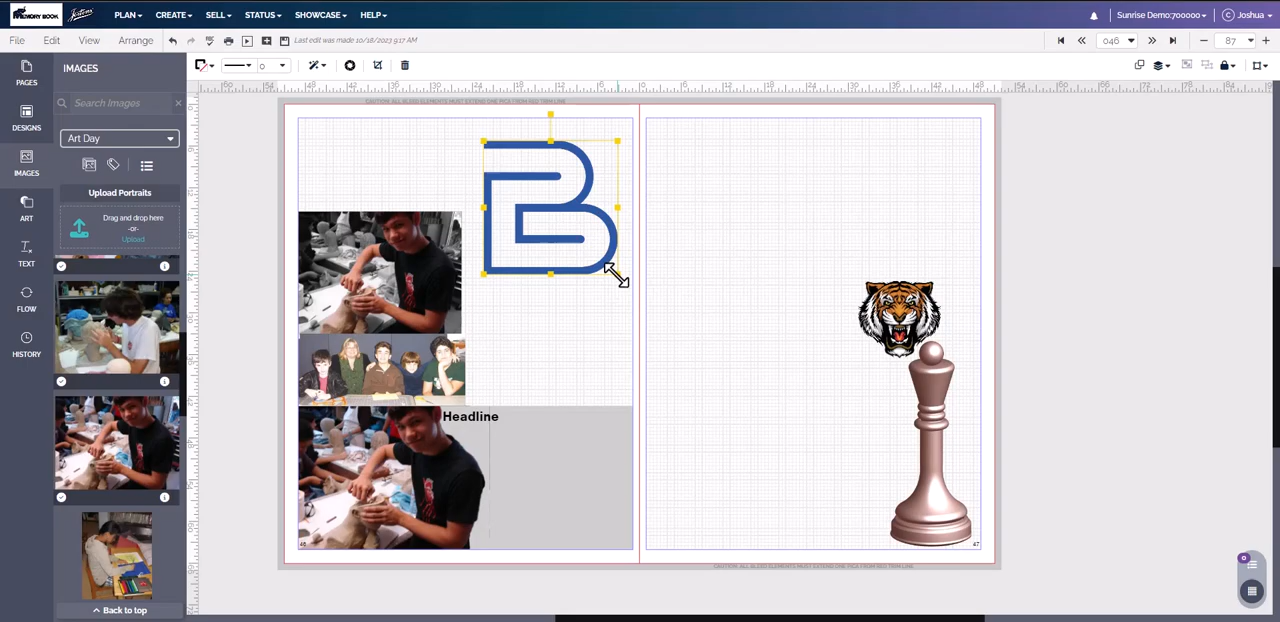 MEMORY BOOK
Jostens
PLAN CREATE SELL STATUS SHOWCASE HELP
Sunrise Demo:700000
Joshua
File Edit View Arrange
Last edit was made 10/18/2023 9:17 AM
046
87
PAGES
DESIGNS
IMAGES
ART
TEXT
FLOW
HISTORY
IMAGES
Search Images
Art Day
Upload Portraits
Drag and drop here
-or-
Upload
Back to top
0
CAUTION: ALL BLEED ELEMENTS MUST EXTEND ONE PICA FROM RED TRIM LINE
B
Headline
46
47
CAUTION: ALL BLEED ELEMENTS MUST EXTEND ONE PICA FROM RED TRIM LINE